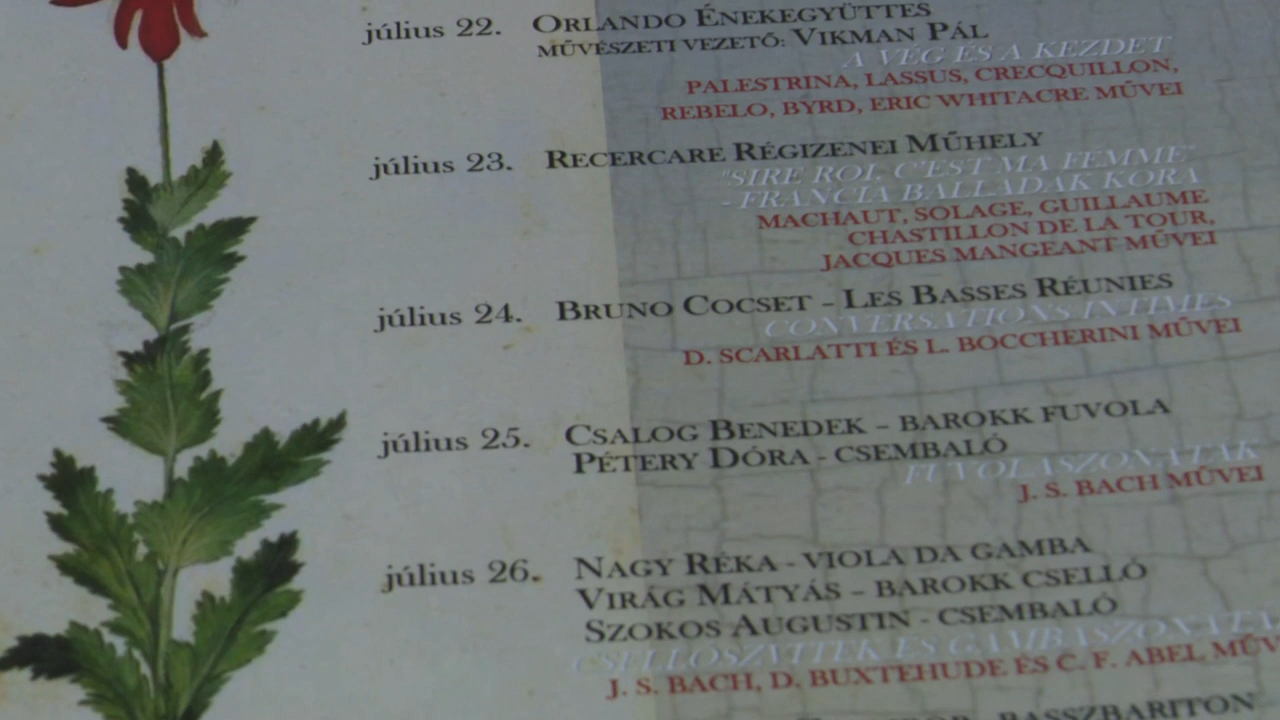 július 22. ORLANDO ÉNEKEGYÜTTES
MŰVÉSZETI VEZETŐ: VIKMAN PÁL
A VÉG ÉS A KEZDET
PALESTRINA, LASSUS, CRECQUILLON,
REBELO, BYRD, ERIC WHITACRE MŰVEI
július 23. RECERCARE RÉGIZENEI MŰHELY
"SIRE ROI, C'EST MA FEMME"
- FRANCIA BALLADÁK KORA
MACHAUT, SOLAGE, GUILLAUME
CHASTILLON DE LA TOUR,
JACQUES MANGEANT MŰVEI
július 24. BRUNO COCSET – LES BASSES RÉUNIES
CONVERSATIONS INTIMES
D. SCARLATTI ÉS L. BOCCHERINI MŰVEI
július 25. CSALOG BENEDEK – BAROKK FUVOLA
PÉTERY DÓRA - CSEMBALÓ
FUVOLASZONÁTÁK
J. S. BACH MŰVEI
július 26. NAGY RÉKA - VIOLA DA GAMBA
VIRÁG MÁTYÁS – BAROKK CSELLÓ
SZOKOS AUGUSTIN - CSEMBALÓ
CSELLÓSZVITEK ÉS GAMBASZONÁTÁ
J. S. BACH, D. BUXTEHUDE ÉS C. F. ABEL MŰV
BASSZBARITON